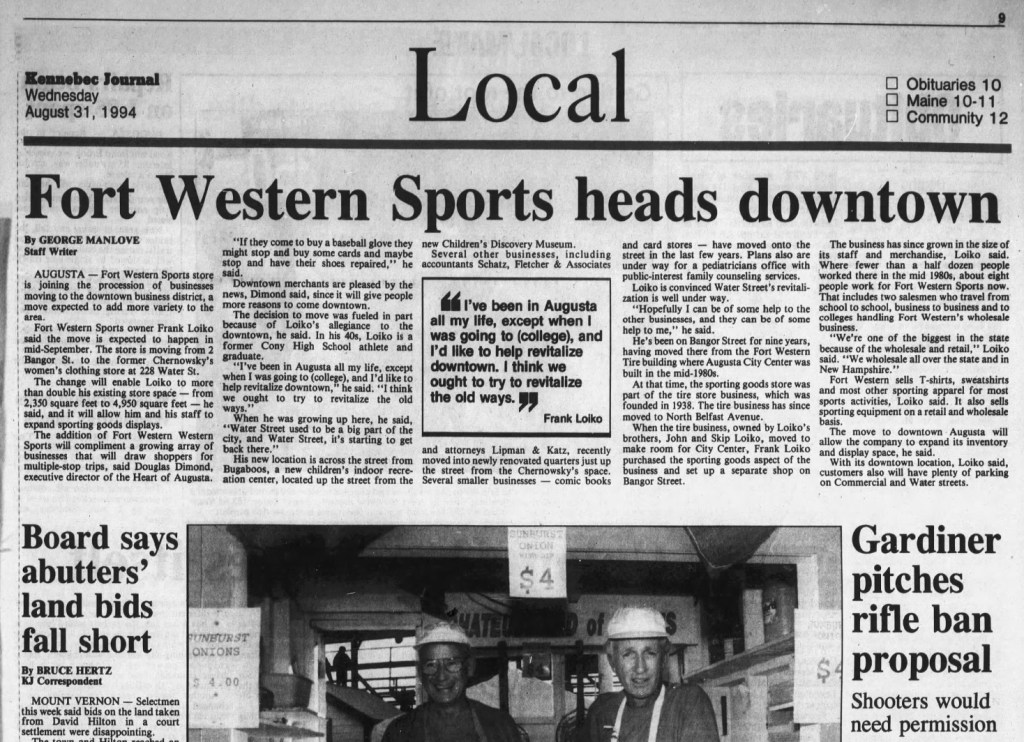 9
Kennebec Journal
Wednesday
August 31, 1994
Local
Obituaries 10
Maine 10-11
Community 12
Fort Western Sports heads downtown
By GEORGE MANLOVE
Staff Writer
AUGUSTA — Fort Western Sports store
is joining the procession of businesses
moving to the downtown business district, a
move expected to add more variety to the
area.
Fort Western Sports owner Frank Loiko
said the move is expected to happen in
mid-September. The store is moving from 2
Bangor St. to the former Chernowsky's
women's clothing store at 228 Water St.
The change will enable Loiko to more
than double his existing store space — from
2,350 square feet to 4,950 square feet — he
said, and it will allow him and his staff to
expand sporting goods displays.
The addition of Fort Western Western
Sports will compliment a growing array of
businesses that will draw shoppers for
multiple-stop trips, said Douglas Dimond,
executive director of the Heart of Augusta.
"If they come to buy a baseball glove they
might stop and buy some cards and maybe
stop and have their shoes repaired," he
said.
Downtown merchants are pleased by the
news, Dimond said, since it will give people
more reasons to come downtown.
The decision to move was fueled in part
because of Loiko's allegiance to the
downtown, he said. In his 40s, Loiko is a
former Cony High School athlete and
graduate.
"I've been in Augusta all my life, except
when I was going to (college), and I'd like to
help revitalize downtown," he said. "I think
we ought to try to revitalize the old
ways."
When he was growing up here, he said,
"Water Street used to be a big part of the
city, and Water Street, it's starting to get
back there."
His new location is across the street from
Bugaboos, a new children's indoor recre-
ation center, located up the street from the
new Children's Discovery Museum.
Several other businesses, including
accountants Schatz, Fletcher & Associates
"I've been in Augusta
all my life, except when I
was going to (college), and
I'd like to help revitalize
downtown. I think we
ought to try to revitalize
the old ways."
Frank Loiko
and attorneys Lipman & Katz, recently
moved into newly renovated quarters just up
the street from the Chernowsky's space.
Several smaller businesses — comic books
and card stores — have moved onto the
street in the last few years. Plans also are
under way for a pediatricians office with
public-interest family counseling services.
Loiko is convinced Water Street's revital-
ization is well under way.
"Hopefully I can be of some help to the
other businesses, and they can be of some
help to me," he said.
He's been on Bangor Street for nine years,
having moved there from the Fort Western
Tire building where Augusta City Center was
built in the mid-1980s.
At that time, the sporting goods store was
part of the tire store business, which was
founded in 1938. The tire business has since
moved to North Belfast Avenue.
When the tire business, owned by Loiko's
brothers, John and Skip Loiko, moved to
make room for City Center, Frank Loiko
purchased the sporting goods aspect of the
business and set up a separate shop on
Bangor Street.
The business has since grown in the size of
its staff and merchandise, Loiko said.
Where fewer than a half dozen people
worked there in the mid 1980s, about eight
people work for Fort Western Sports now.
That includes two salesmen who travel from
school to school, business to business and to
colleges handling Fort Western's wholesale
business.
"We're one of the biggest in the state
because of the wholesale and retail," Loiko
said. "We wholesale all over the state and in
New Hampshire."
Fort Western sells T-shirts, sweatshirts
and most other sporting apparel for most
sports activities, Loiko said. It also sells
sporting equipment on a retail and wholesale
basis.
The move to downtown Augusta will
allow the company to expand its inventory
and display space, he said.
With its downtown location, Loiko said,
customers also will have plenty of parking
on Commercial and Water streets.
Board says
abutters'
land bids
fall short
By BRUCE HERTZ
KJ Correspondent
MOUNT VERNON — Selectmen
this week said bids on the land taken
from David Hilton in a court
settlement were disappointing.
The town and Hilton reached an
SUNBURST
ONION
$4
SUNBURST
ONIONS
$ 4.00
of
$4
Gardiner
pitches
rifle ban
proposal
Shooters would
need permission